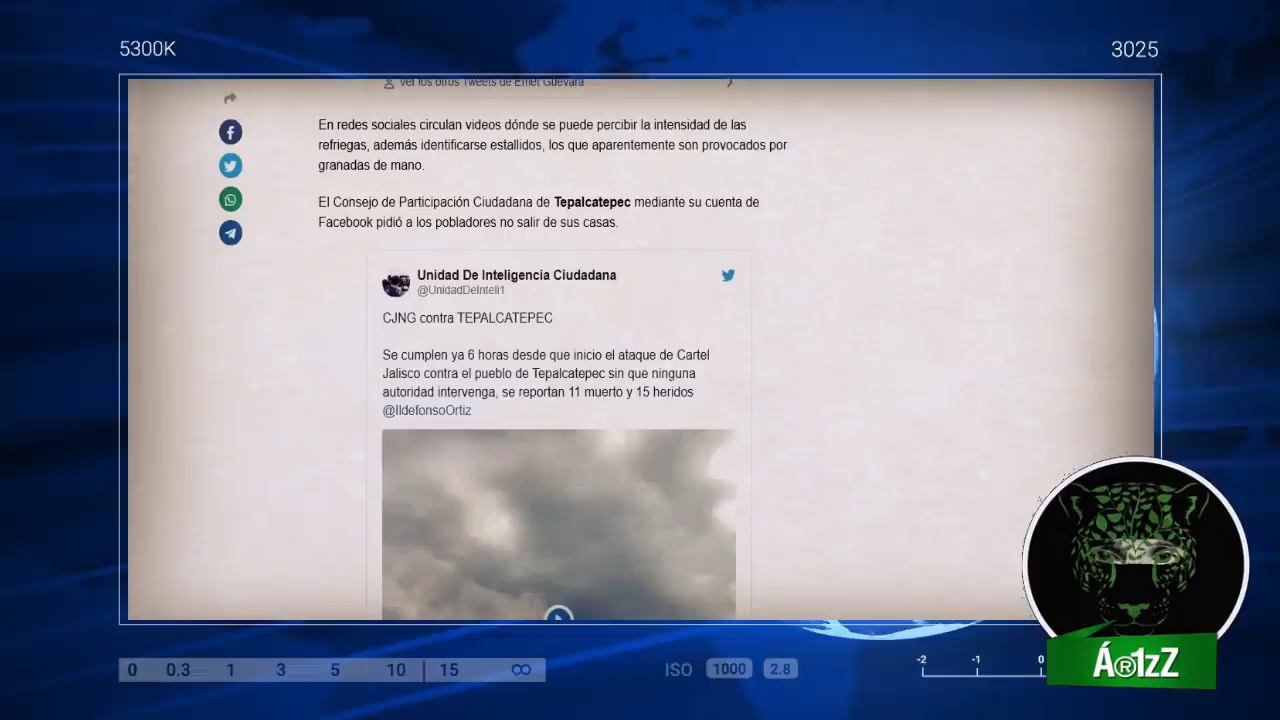 5300K
3025
Ver los otros Tweets de Emet Guevara
En redes sociales circulan videos dónde se puede percibir la intensidad de las
refriegas, además identificarse estallidos, los que aparentemente son provocados por
granadas de mano.
El Consejo de Participación Ciudadana de Tepalcatepec mediante su cuenta de
Facebook pidió a los pobladores no salir de sus casas.
Unidad De Inteligencia Ciudadana
@UnidadDeInteli1
CJNG contra TEPALCATEPEC
Se cumplen ya 6 horas desde que inicio el ataque de Cartel
Jalisco contra el pueblo de Tepalcatepec sin que ninguna
autoridad intervenga, se reportan 11 muerto y 15 heridos
@IldefonsoOrtiz
0 0.3 1 3 5 10 15 ∞
ISO 1000 2.8
-2 -1 0
Á®1zZ